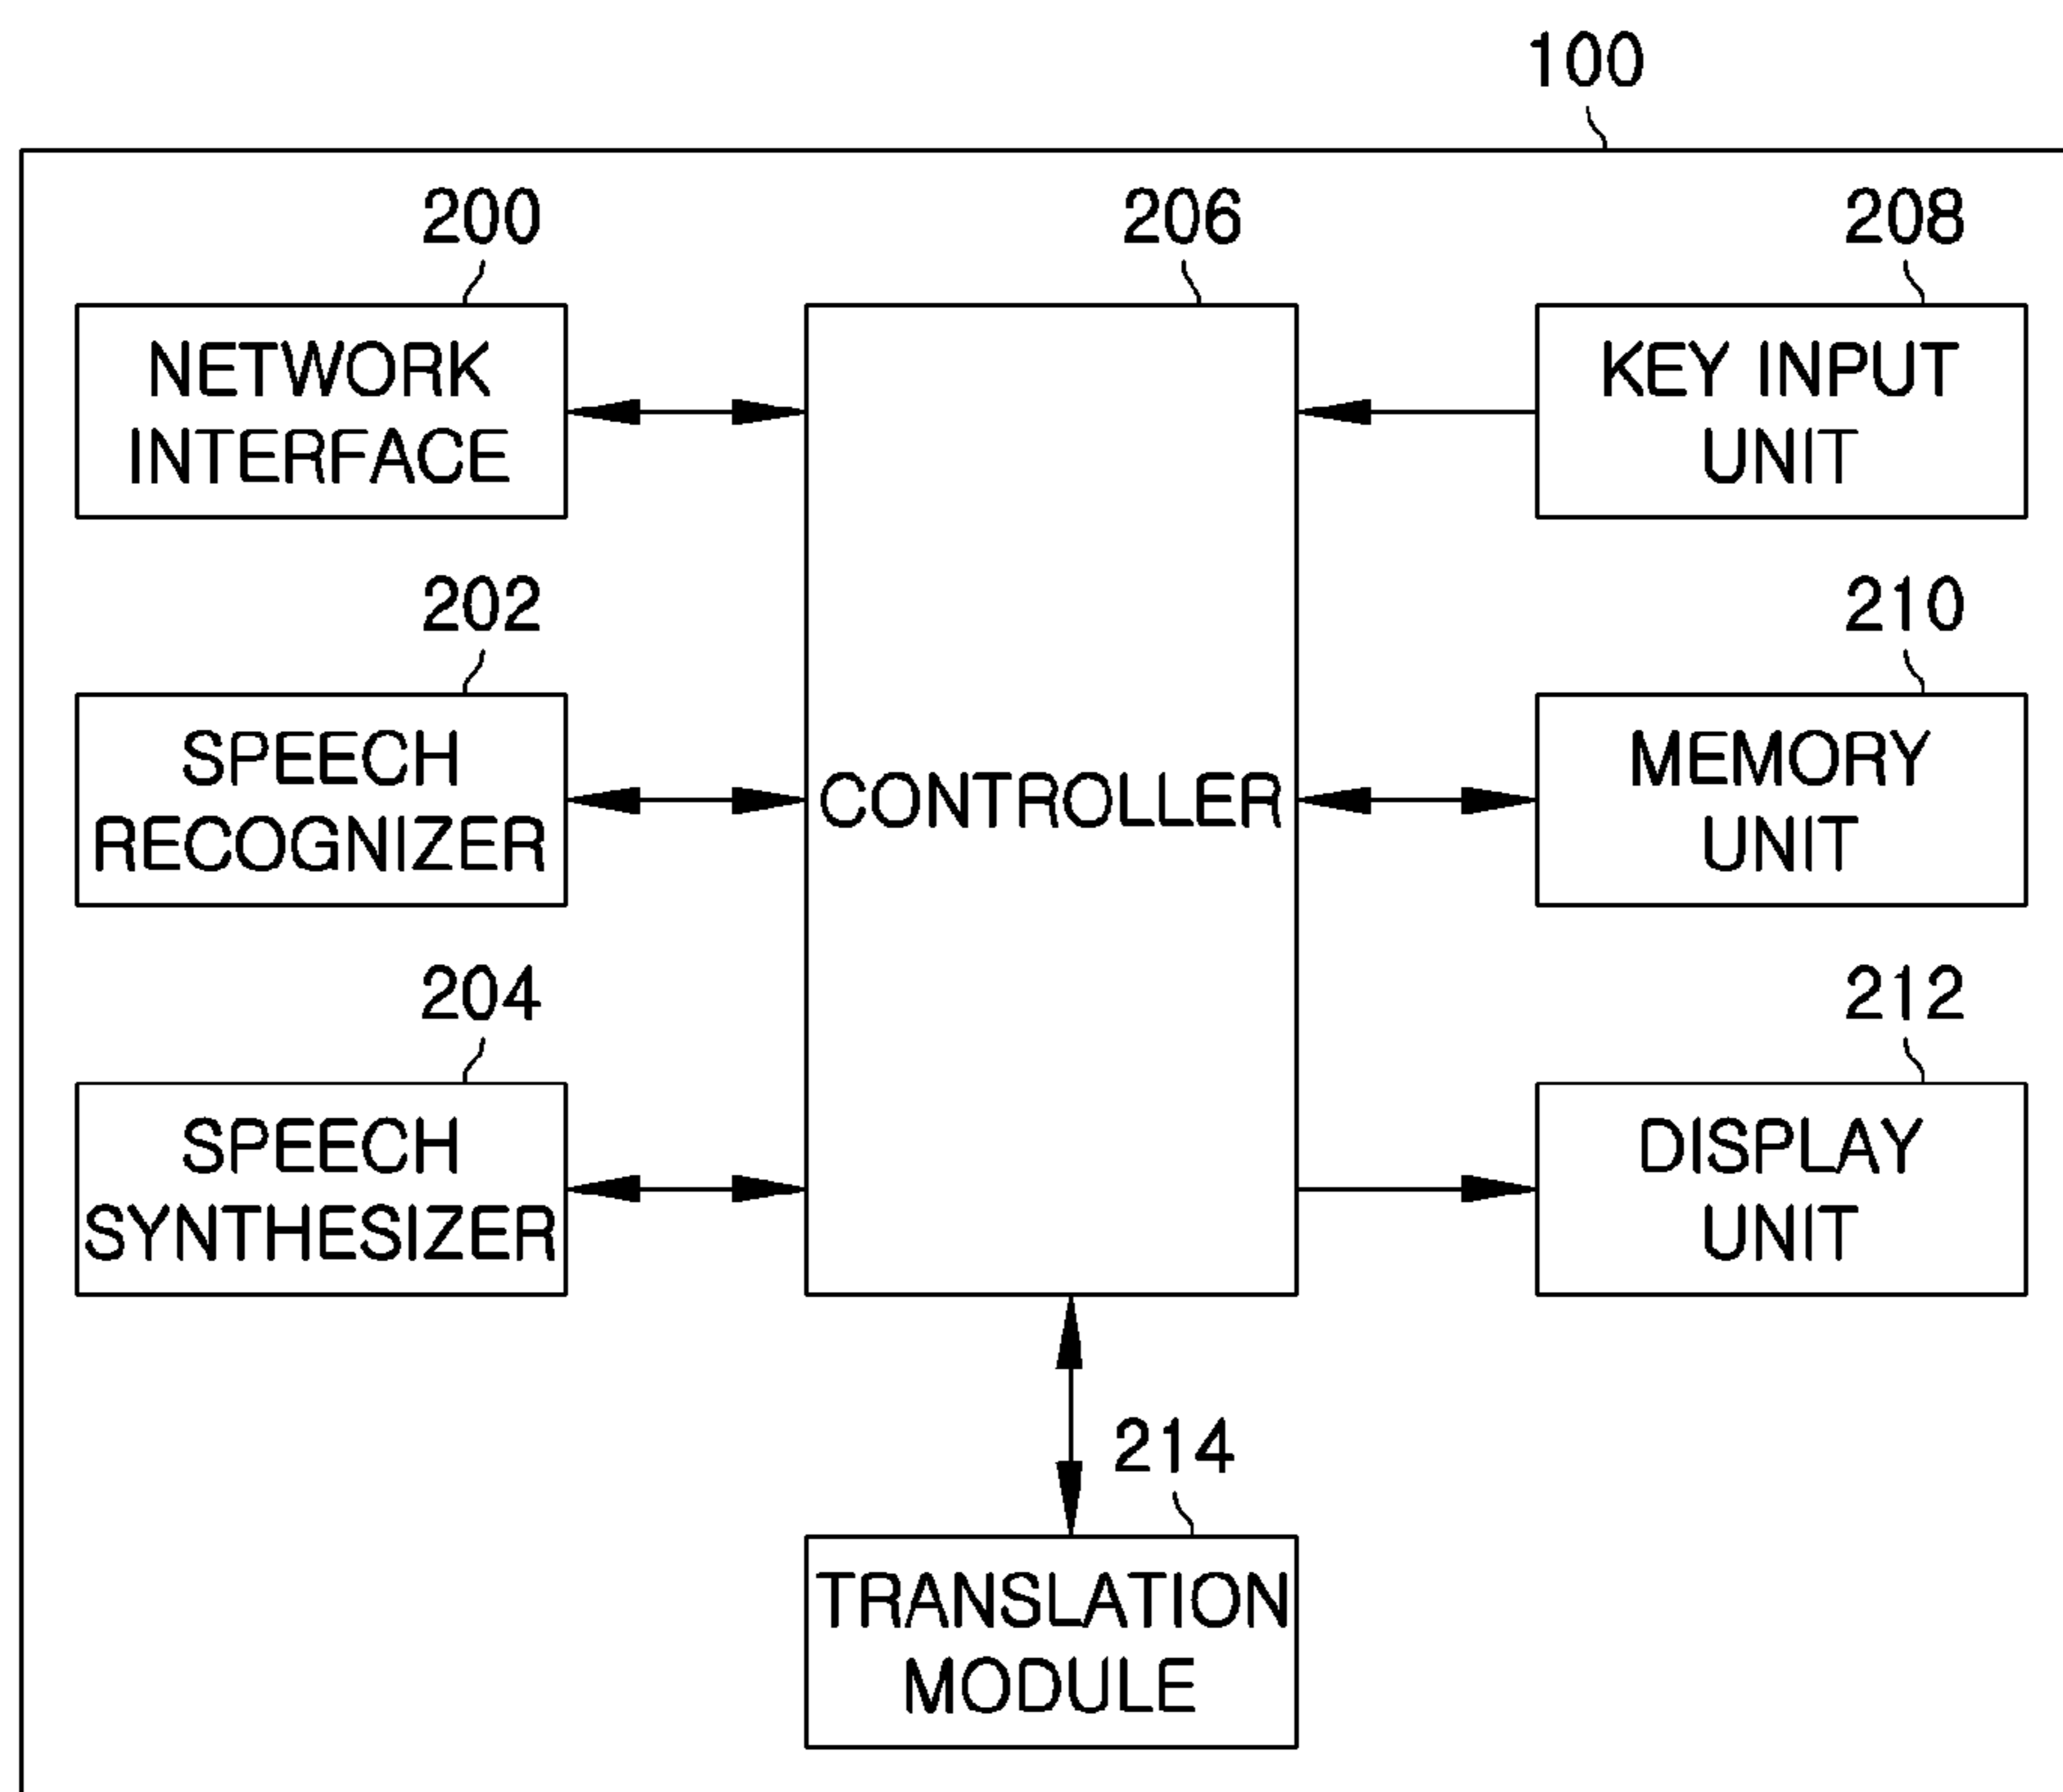 100
200
206
208
NETWORK
INTERFACE
KEY INPUT
UNIT
202
210
SPEECH
RECOGNIZER
CONTROLLER
MEMORY
UNIT
204
212
SPEECH
SYNTHESIZER
DISPLAY
UNIT
214
TRANSLATION
MODULE